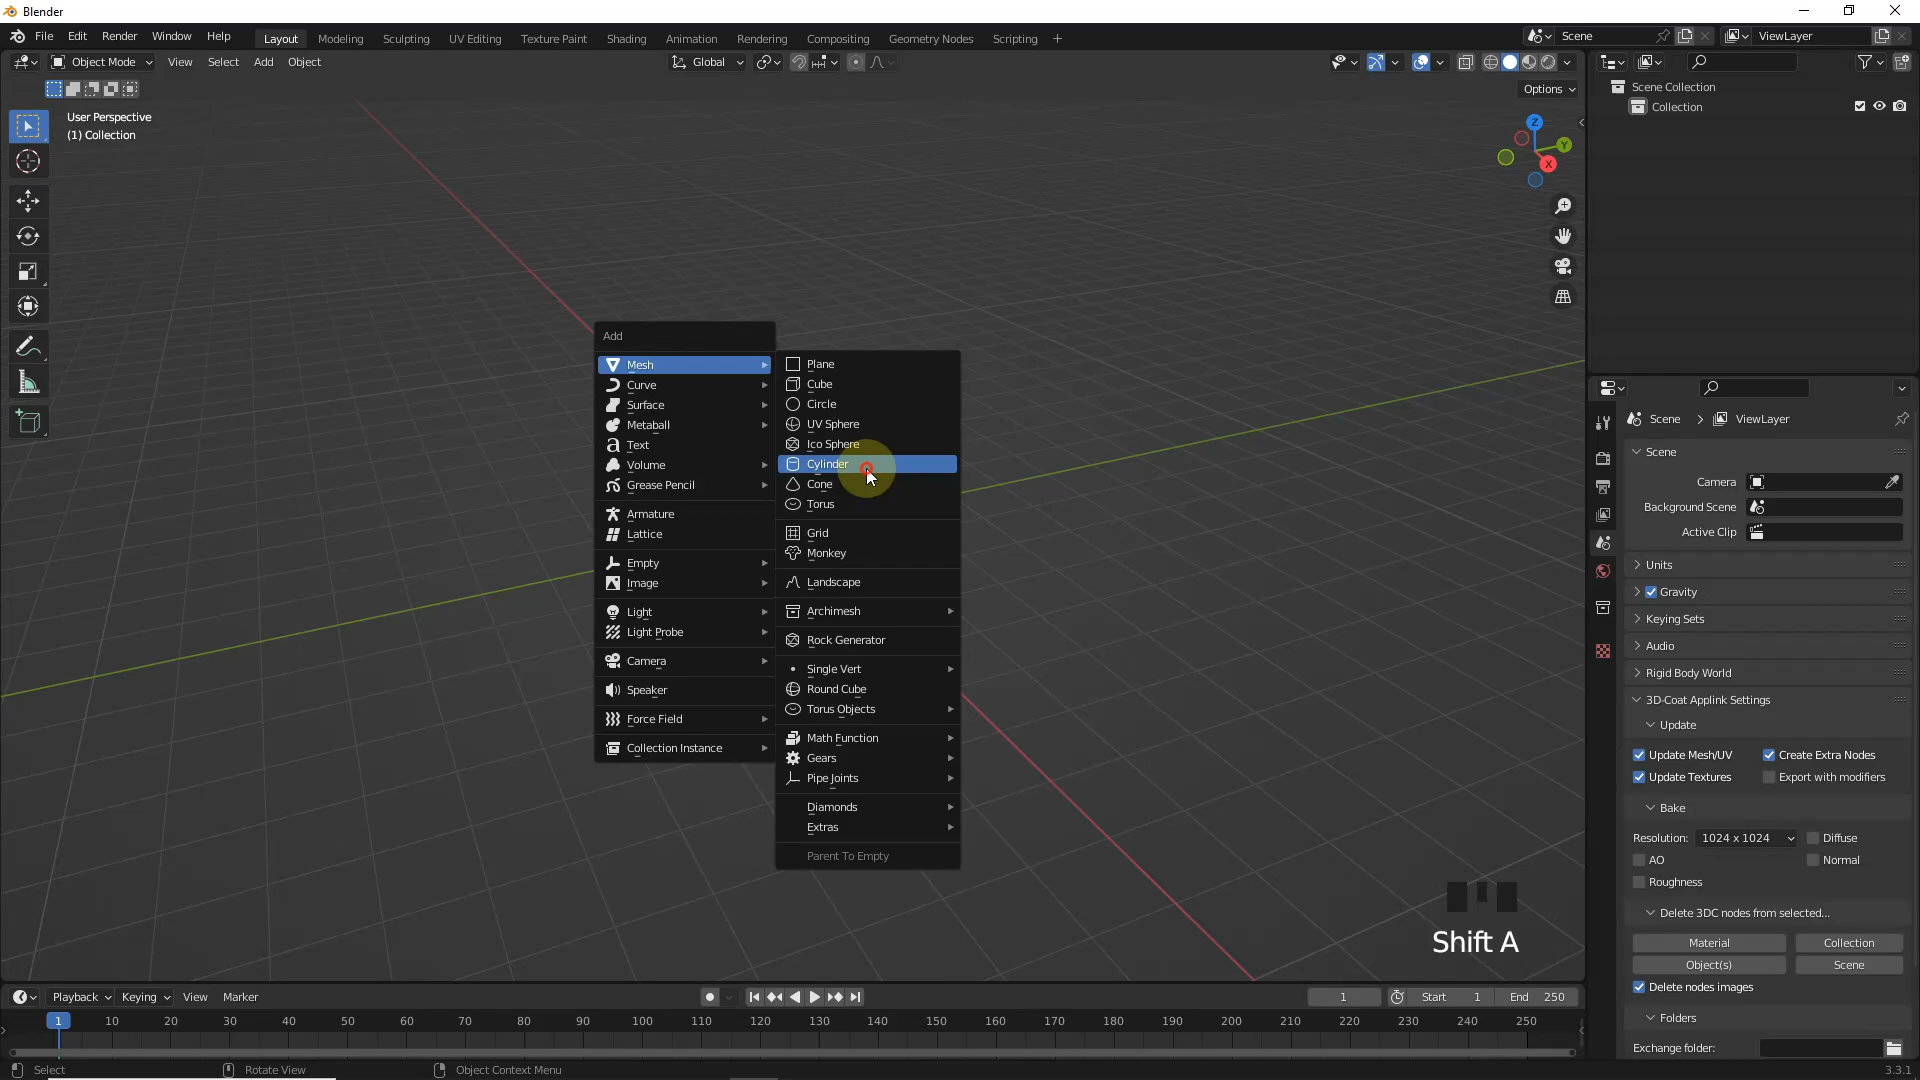 Blender
File Edit Render Window Help Layout Modeling Sculpting UV Editing Texture Paint Shading Animation Rendering Compositing Geometry Nodes Scripting + Scene ViewLayer
Object Mode View Select Add Object Global
Options
User Perspective
(1) Collection
Z
Y
X
Scene Collection
Collection
Add
Mesh
Curve
Surface
Metaball
Text
Volume
Grease Pencil
Armature
Lattice
Empty
Image
Light
Light Probe
Camera
Speaker
Force Field
Collection Instance
Plane
Cube
Circle
UV Sphere
Ico Sphere
Cylinder
Cone
Torus
Grid
Monkey
Landscape
Archimesh
Rock Generator
Single Vert
Round Cube
Torus Objects
Math Function
Gears
Pipe Joints
Diamonds
Extras
Parent To Empty
Shift A
Scene ViewLayer
Scene
Camera
Background Scene
Active Clip
Units
Gravity
Keying Sets
Audio
Rigid Body World
3D-Coat Applink Settings
Update
Update Mesh/UV Create Extra Nodes
Update Textures Export with modifiers
Bake
Resolution: 1024 x 1024 Diffuse
AO Normal
Roughness
Delete 3DC nodes from selected...
Material Collection
Object(s) Scene
Delete nodes images
Folders
Exchange folder:
Playback Keying View Marker 1 Start 1 End 250
1 10 20 30 40 50 60 70 80 90 100 110 120 130 140 150 160 170 180 190 200 210 220 230 240 250
Select Rotate View Object Context Menu 3.3.1